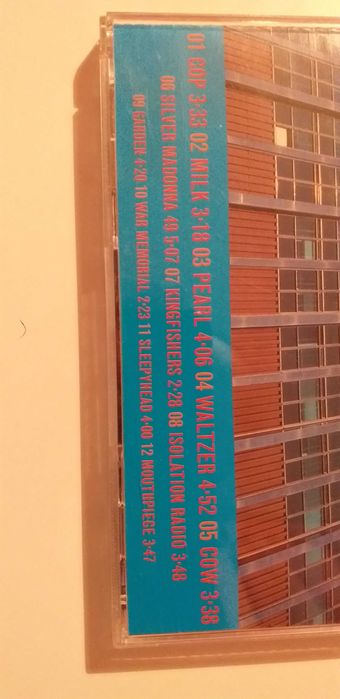 01 COP 3·33 02 MILK 3·18 03 PEARL 4·06 04 WALTZER 4·52 05 COW 3·38
06 SILVER MADONNA 49 5·07 07 KINGFISHERS 2·28 08 ISOLATION RADIO 3·48
09 GARDEN 4·20 10 WAR MEMORIAL 2·23 11 SLEEPYHEAD 4·00 12 MOUTHPIECE 3·47